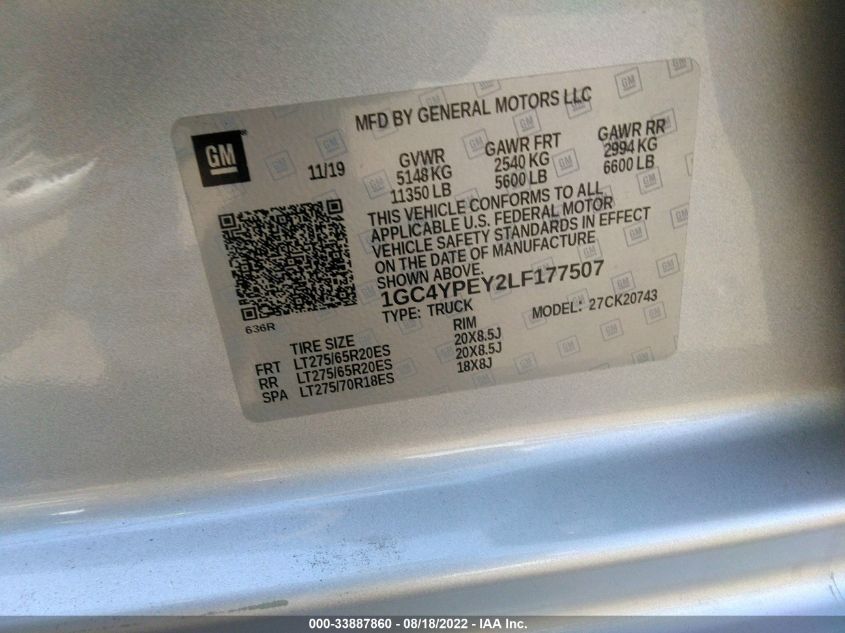 MFD BY GENERAL MOTORS LLC
GM
11/19
GVWR GAWR FRT GAWR RR
5148 KG 2540 KG 2994 KG
11350 LB 5600 LB 6600 LB
THIS VEHICLE CONFORMS TO ALL
APPLICABLE U.S. FEDERAL MOTOR
VEHICLE SAFETY STANDARDS IN EFFECT
ON THE DATE OF MANUFACTURE
SHOWN ABOVE.
1GC4YPEY2LF177507
TYPE: TRUCK MODEL: 27CK20743
636R
TIRE SIZE RIM
FRT LT275/65R20ES 20X8.5J
RR LT275/65R20ES 20X8.5J
SPA LT275/70R18ES 18X8J
000-33887860 - 08/18/2022 - IAA Inc.